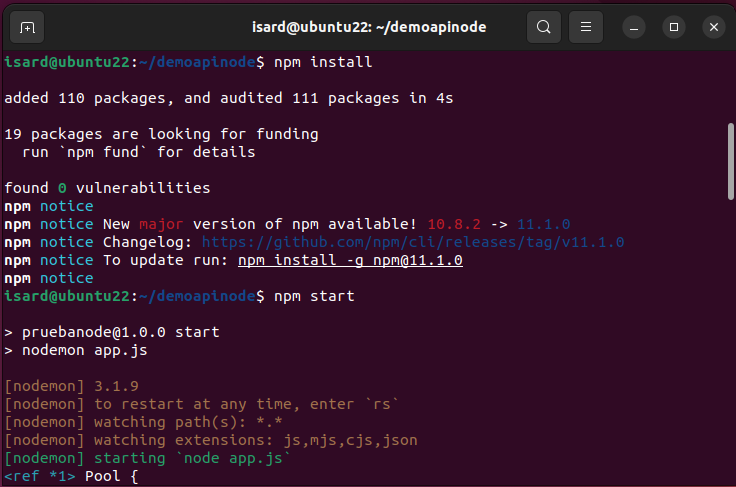 isard@ubuntu22: ~/demoapinode
isard@ubuntu22:~/demoapinode$ npm install
added 110 packages, and audited 111 packages in 4s
19 packages are looking for funding
  run `npm fund` for details
found 0 vulnerabilities
npm notice
npm notice New major version of npm available! 10.8.2 -> 11.1.0
npm notice Changelog: https://github.com/npm/cli/releases/tag/v11.1.0
npm notice To update run: npm install -g npm@11.1.0
npm notice
isard@ubuntu22:~/demoapinode$ npm start
> pruebanode@1.0.0 start
> nodemon app.js
[nodemon] 3.1.9
[nodemon] to restart at any time, enter `rs`
[nodemon] watching path(s): *.*
[nodemon] watching extensions: js,mjs,cjs,json
[nodemon] starting `node app.js`
<ref *1> Pool {